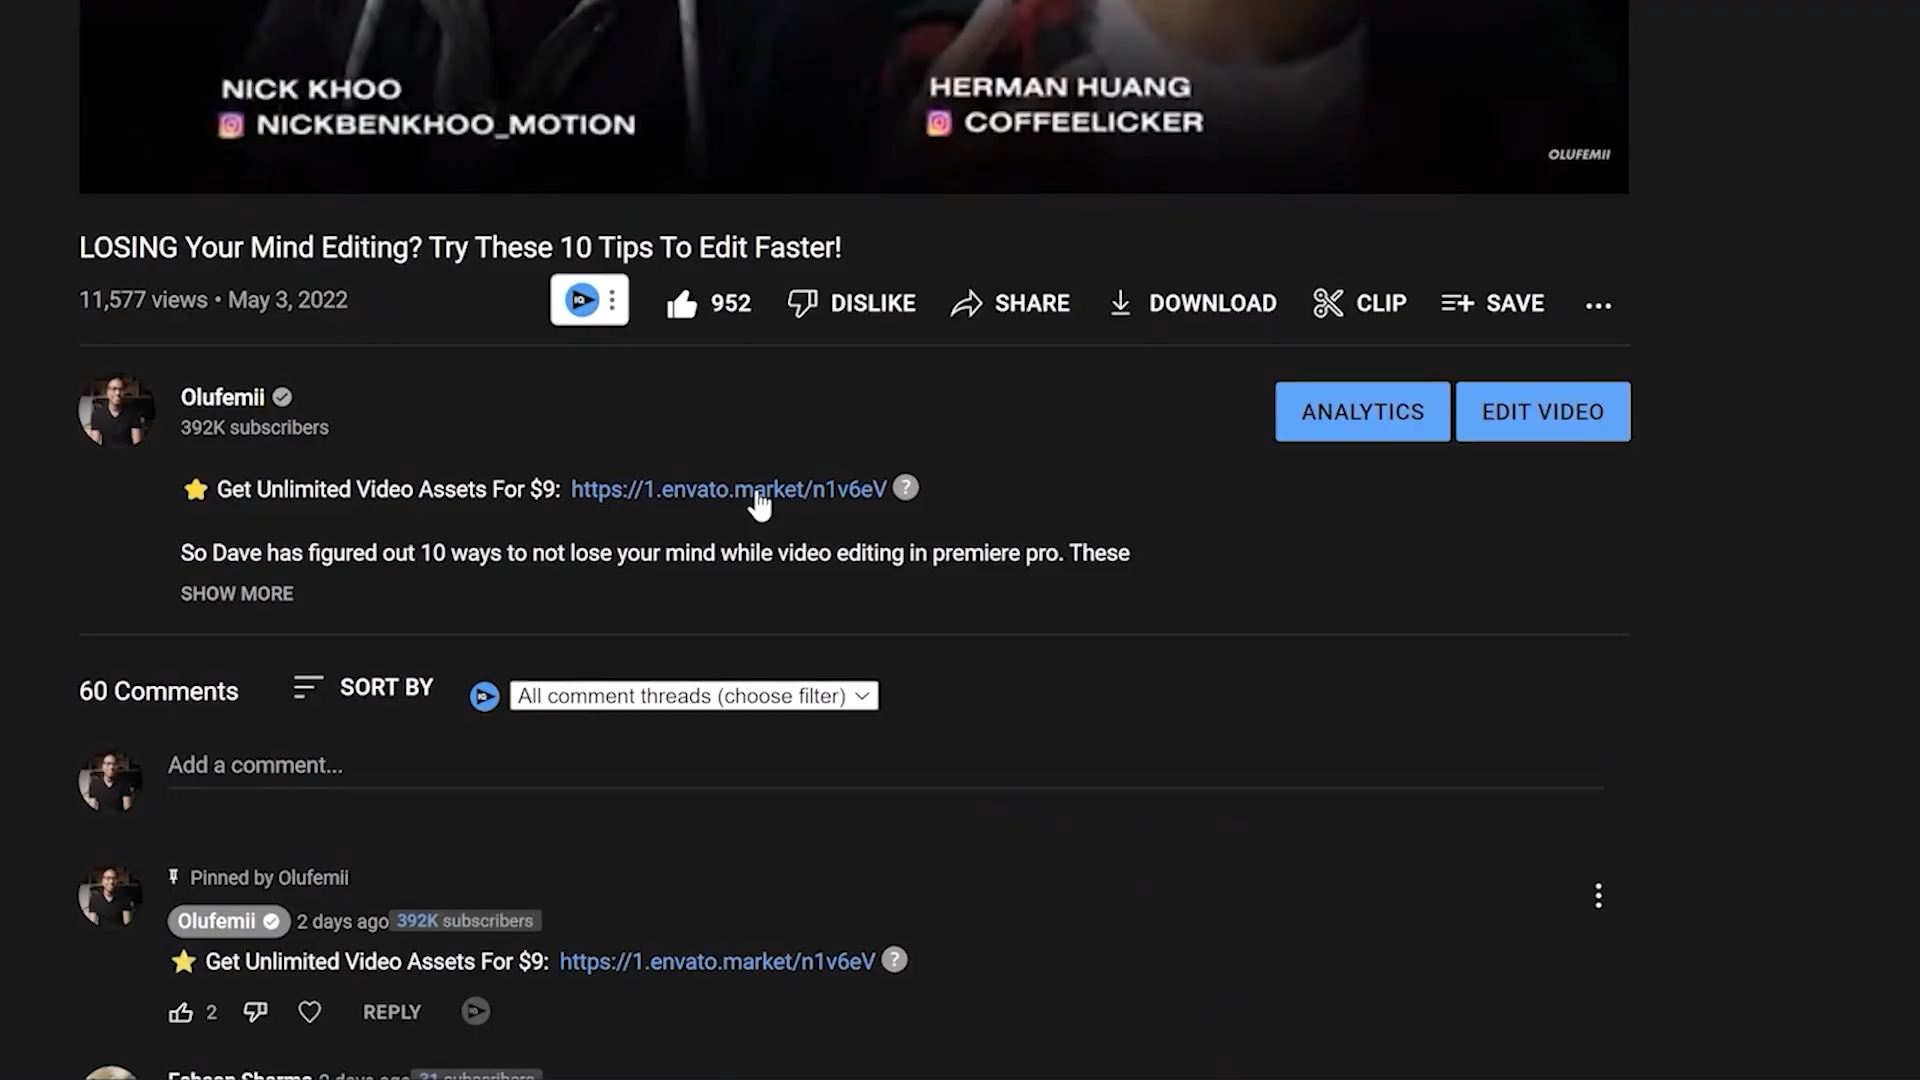 NICK KHOO
NICKBENKHOO_MOTION
HERMAN HUANG
COFFEELICKER
OLUFEMII
LOSING Your Mind Editing? Try These 10 Tips To Edit Faster!
11,577 views • May 3, 2022
IQ
952
DISLIKE
SHARE
DOWNLOAD
CLIP
SAVE
Olufemii
392K subscribers
ANALYTICS
EDIT VIDEO
Get Unlimited Video Assets For $9: https://1.envato.market/n1v6eV ?
So Dave has figured out 10 ways to not lose your mind while video editing in premiere pro. These
SHOW MORE
60 Comments
SORT BY
All comment threads (choose filter)
Add a comment...
Pinned by Olufemii
Olufemii 2 days ago 392K subscribers
Get Unlimited Video Assets For $9: https://1.envato.market/n1v6eV ?
2
REPLY